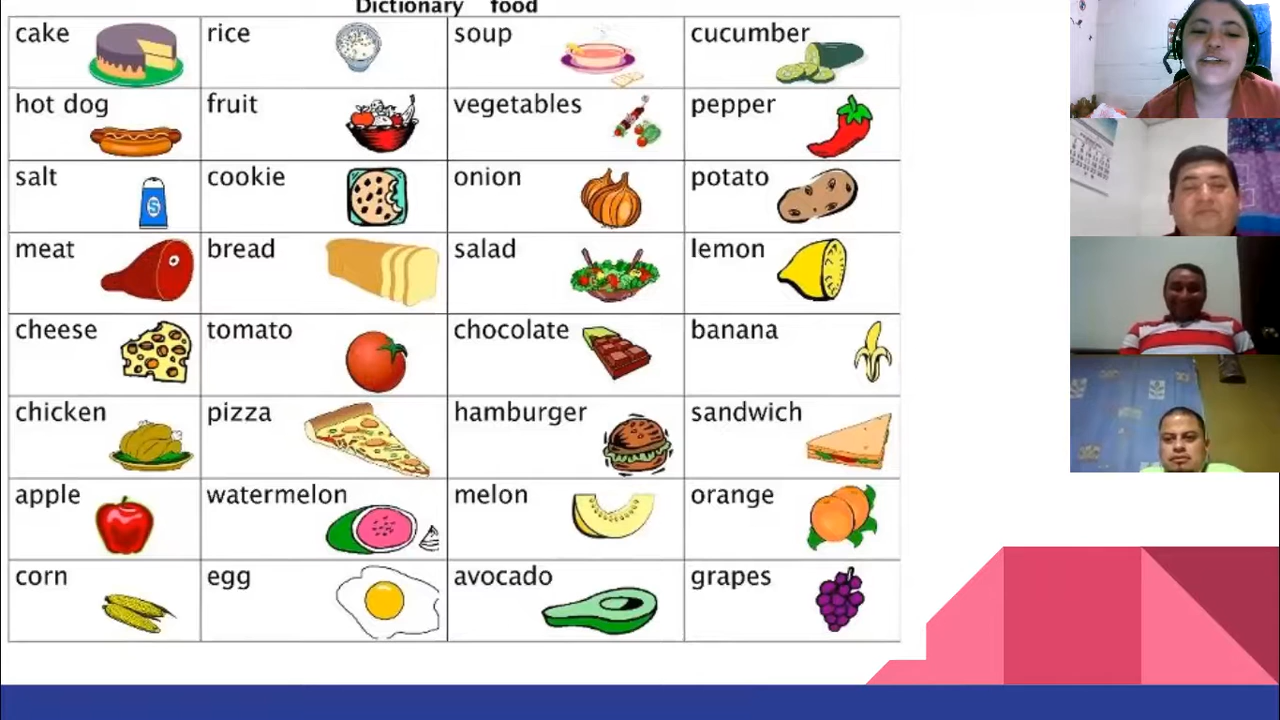 Dictionary food
cake rice soup cucumber
hot dog fruit vegetables pepper
salt cookie onion potato
S
meat bread salad lemon
cheese tomato chocolate banana
chicken pizza hamburger sandwich
apple watermelon melon orange
corn egg avocado grapes